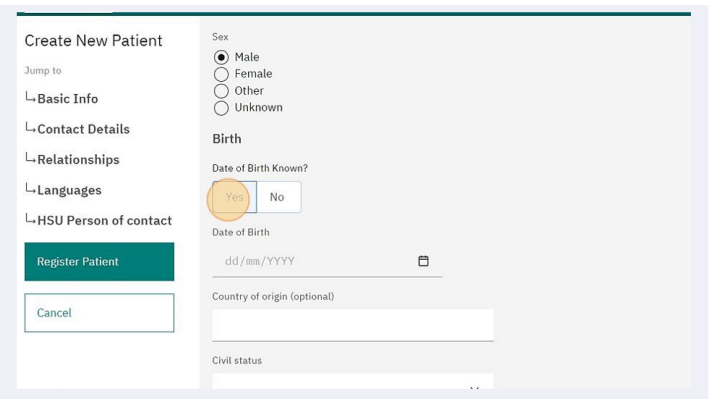 Create New Patient
Jump to
Basic Info
Contact Details
Relationships
Languages
HSU Person of contact
Register Patient
Cancel
Sex
Male
Female
Other
Unknown
Birth
Date of Birth Known?
Yes No
Date of Birth
dd/mm/YYYY
Country of origin (optional)
Civil status